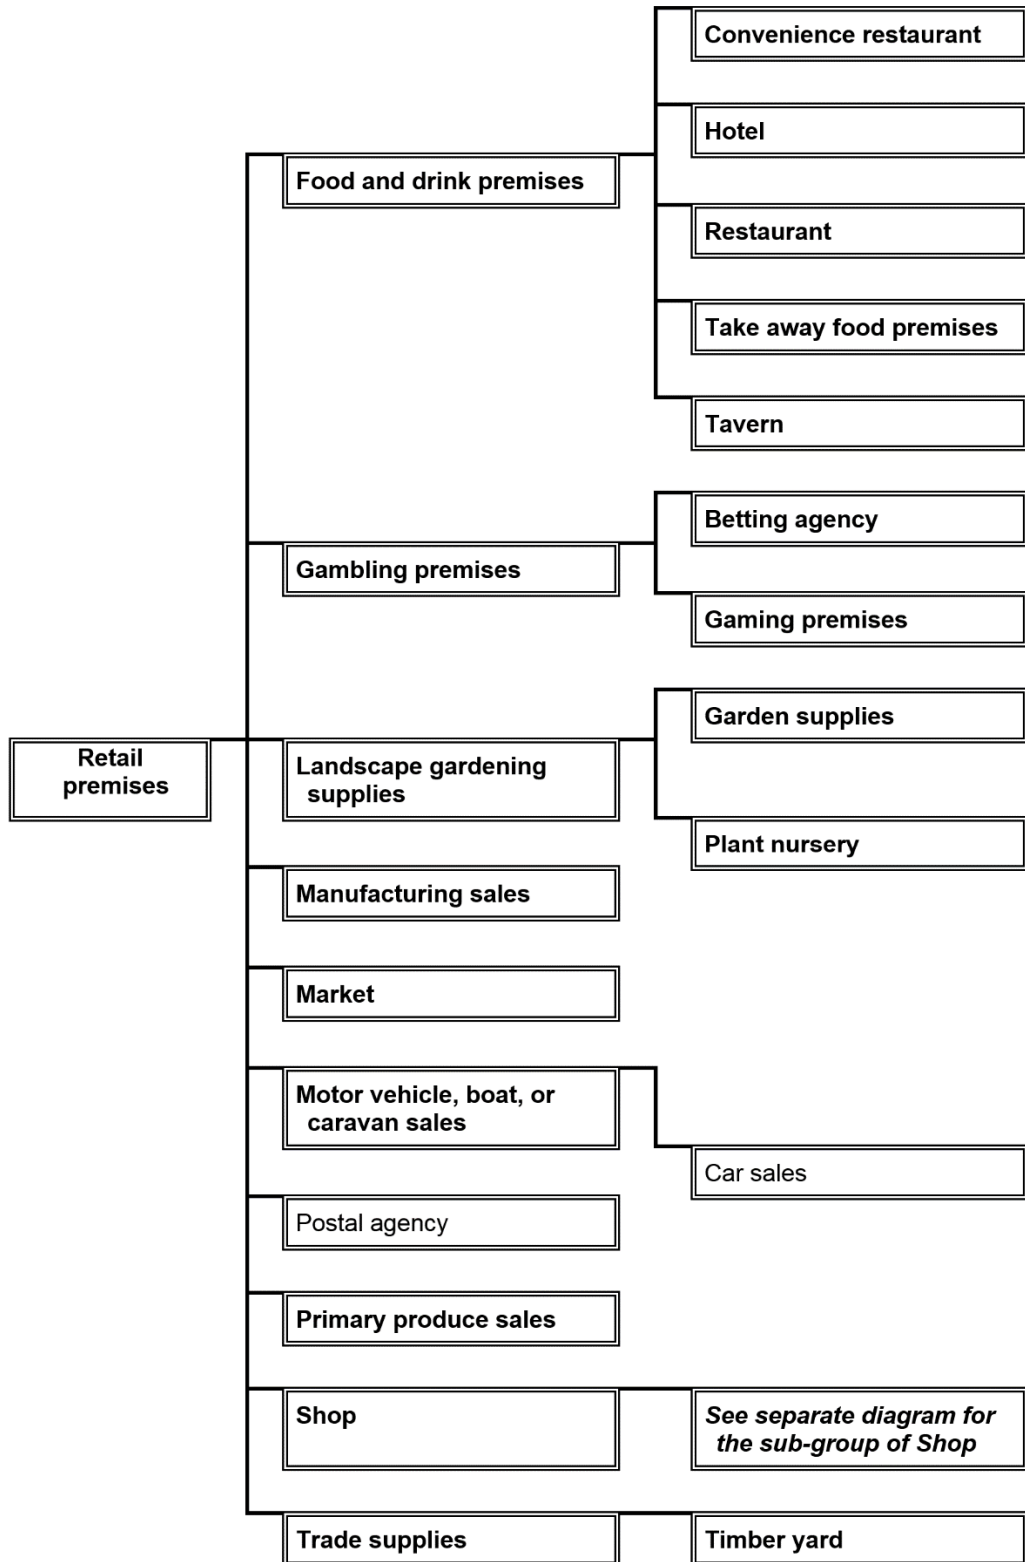 Convenience restaurant
Hotel
Food and drink premises
Restaurant
Take away food premises
Tavern
Betting agency
Gambling premises
Gaming premises
Garden supplies
Retail
premises
Landscape gardening
supplies
Plant nursery
Manufacturing sales
Market
Motor vehicle, boat, or
caravan sales
Car sales
Postal agency
Primary produce sales
Shop
See separate diagram for
the sub-group of Shop
Trade supplies
Timber yard